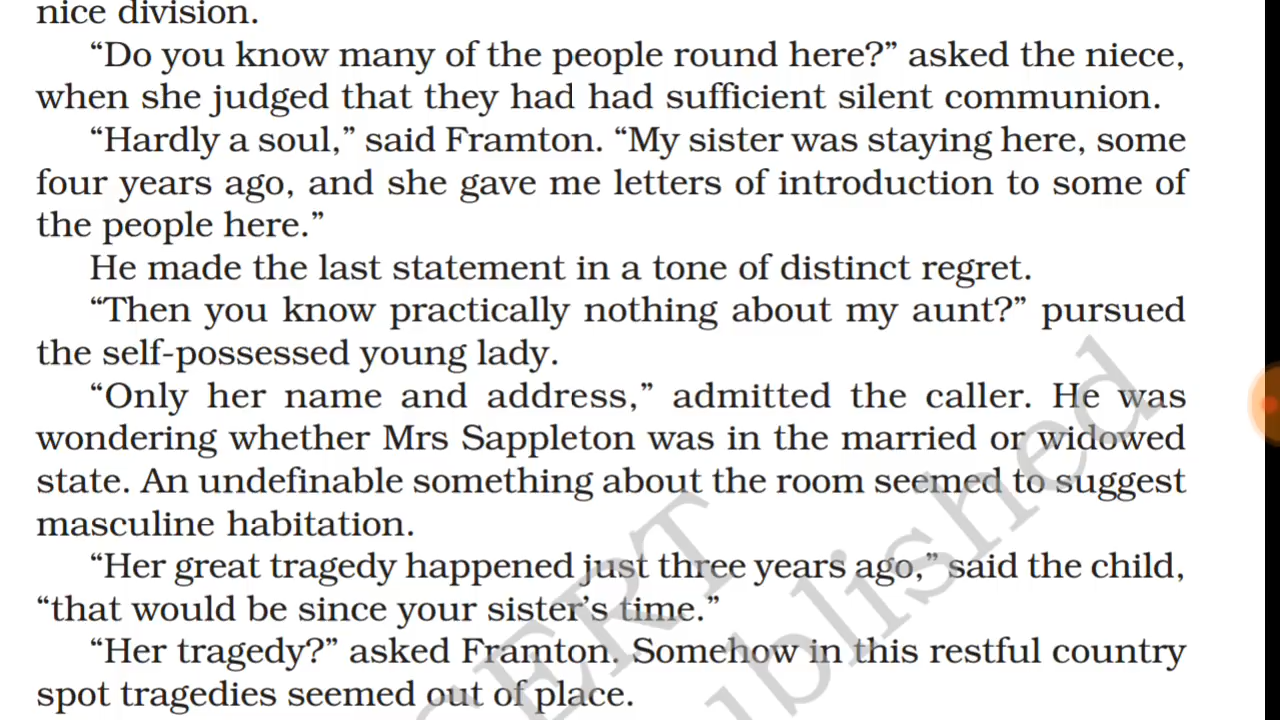 nice division.
“Do you know many of the people round here?” asked the niece,
when she judged that they had had sufficient silent communion.
“Hardly a soul,” said Framton. “My sister was staying here, some
four years ago, and she gave me letters of introduction to some of
the people here.”
He made the last statement in a tone of distinct regret.
“Then you know practically nothing about my aunt?” pursued
the self-possessed young lady.
“Only her name and address,” admitted the caller. He was
wondering whether Mrs Sappleton was in the married or widowed
state. An undefinable something about the room seemed to suggest
masculine habitation.
“Her great tragedy happened just three years ago,” said the child,
“that would be since your sister’s time.”
“Her tragedy?” asked Framton. Somehow in this restful country
spot tragedies seemed out of place.